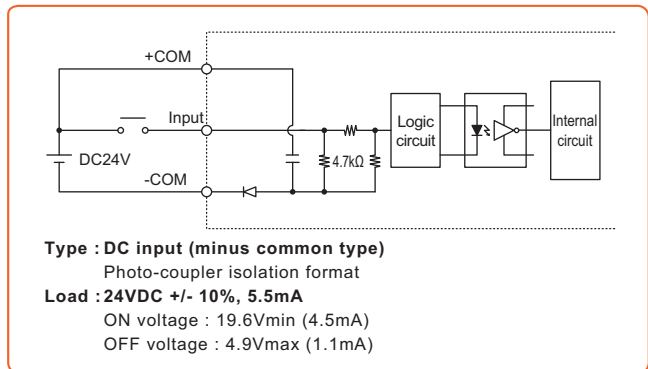 +COM
Input
DC24V
-COM
4.7kΩ
Logic
circuit
Internal
circuit
Type : DC input (minus common type)
Photo-coupler isolation format
Load : 24VDC +/- 10%, 5.5mA
ON voltage : 19.6Vmin (4.5mA)
OFF voltage : 4.9Vmax (1.1mA)